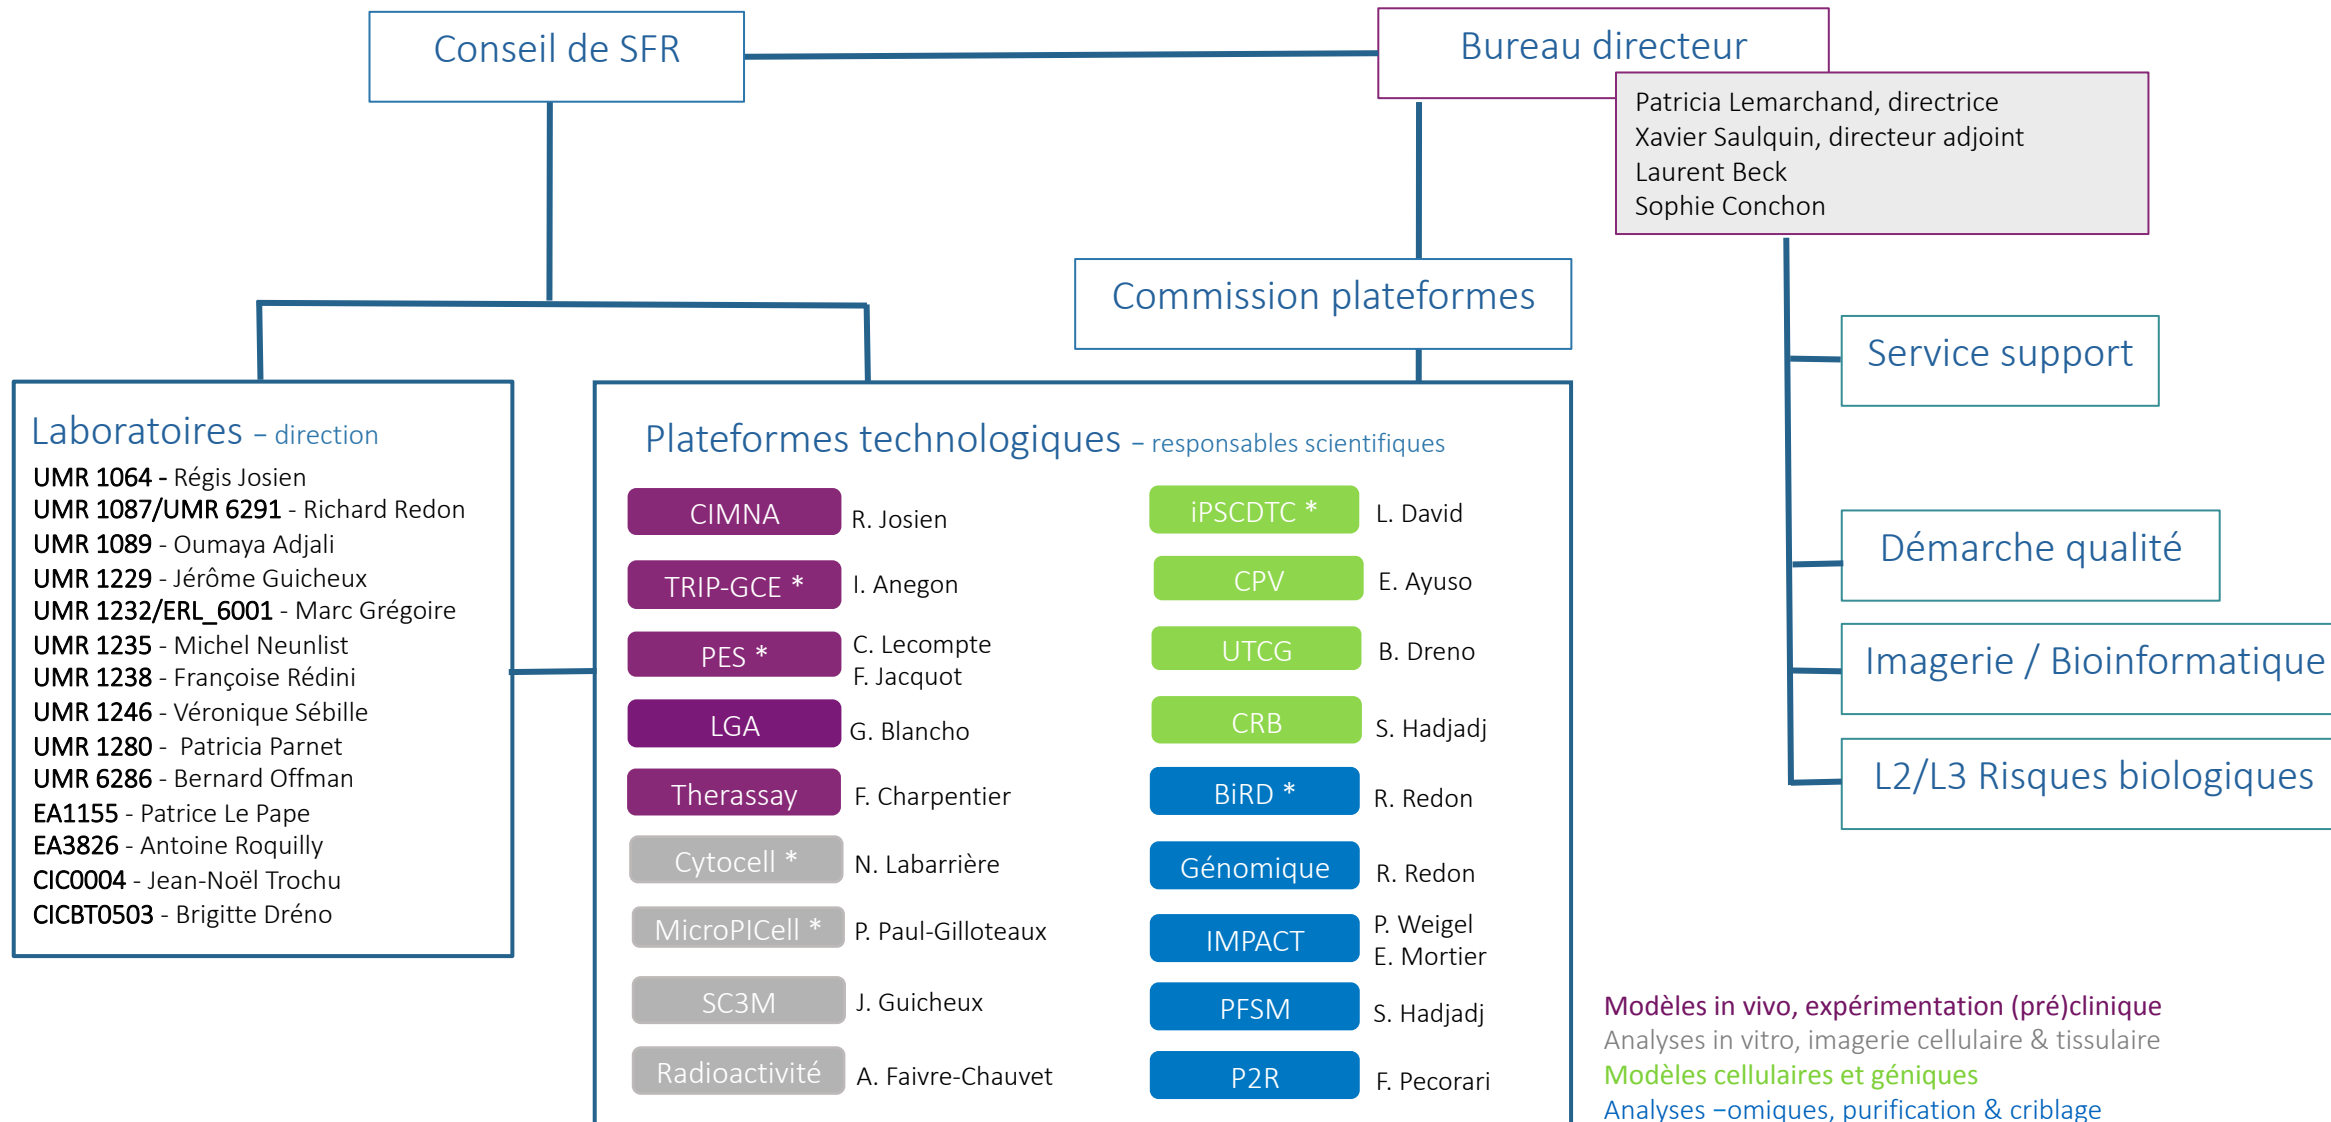 Conseil de SFR
Bureau directeur
Patricia Lemarchand, directrice
Xavier Saulquin, directeur adjoint
Laurent Beck
Sophie Conchon
Commission plateformes
Service support
Démarche qualité
Imagerie / Bioinformatique
L2/L3 Risques biologiques
Laboratoires – direction
UMR 1064 - Régis Josien
UMR 1087/UMR 6291 - Richard Redon
UMR 1089 - Oumaya Adjali
UMR 1229 - Jérôme Guicheux
UMR 1232/ERL_6001 - Marc Grégoire
UMR 1235 - Michel Neunlist
UMR 1238 - Françoise Rédini
UMR 1246 - Véronique Sébille
UMR 1280 - Patricia Parnet
UMR 6286 - Bernard Offman
EA1155 - Patrice Le Pape
EA3826 - Antoine Roquilly
CIC0004 - Jean-Noël Trochu
CICBT0503 - Brigitte Dréno
Plateformes technologiques – responsables scientifiques
CIMNA R. Josien
TRIP-GCE * I. Anegon
PES * C. Lecompte
F. Jacquot
LGA G. Blancho
Therassay F. Charpentier
Cytocell * N. Labarrière
MicroPICell * P. Paul-Gilloteaux
SC3M J. Guicheux
Radioactivité A. Faivre-Chauvet
iPSCDTC * L. David
CPV E. Ayuso
UTCG B. Dreno
CRB S. Hadjadj
BiRD * R. Redon
Génomique R. Redon
IMPACT P. Weigel
E. Mortier
PFSM S. Hadjadj
P2R F. Pecorari
Modèles in vivo, expérimentation (pré)clinique
Analyses in vitro, imagerie cellulaire & tissulaire
Modèles cellulaires et géniques
Analyses –omiques, purification & criblage